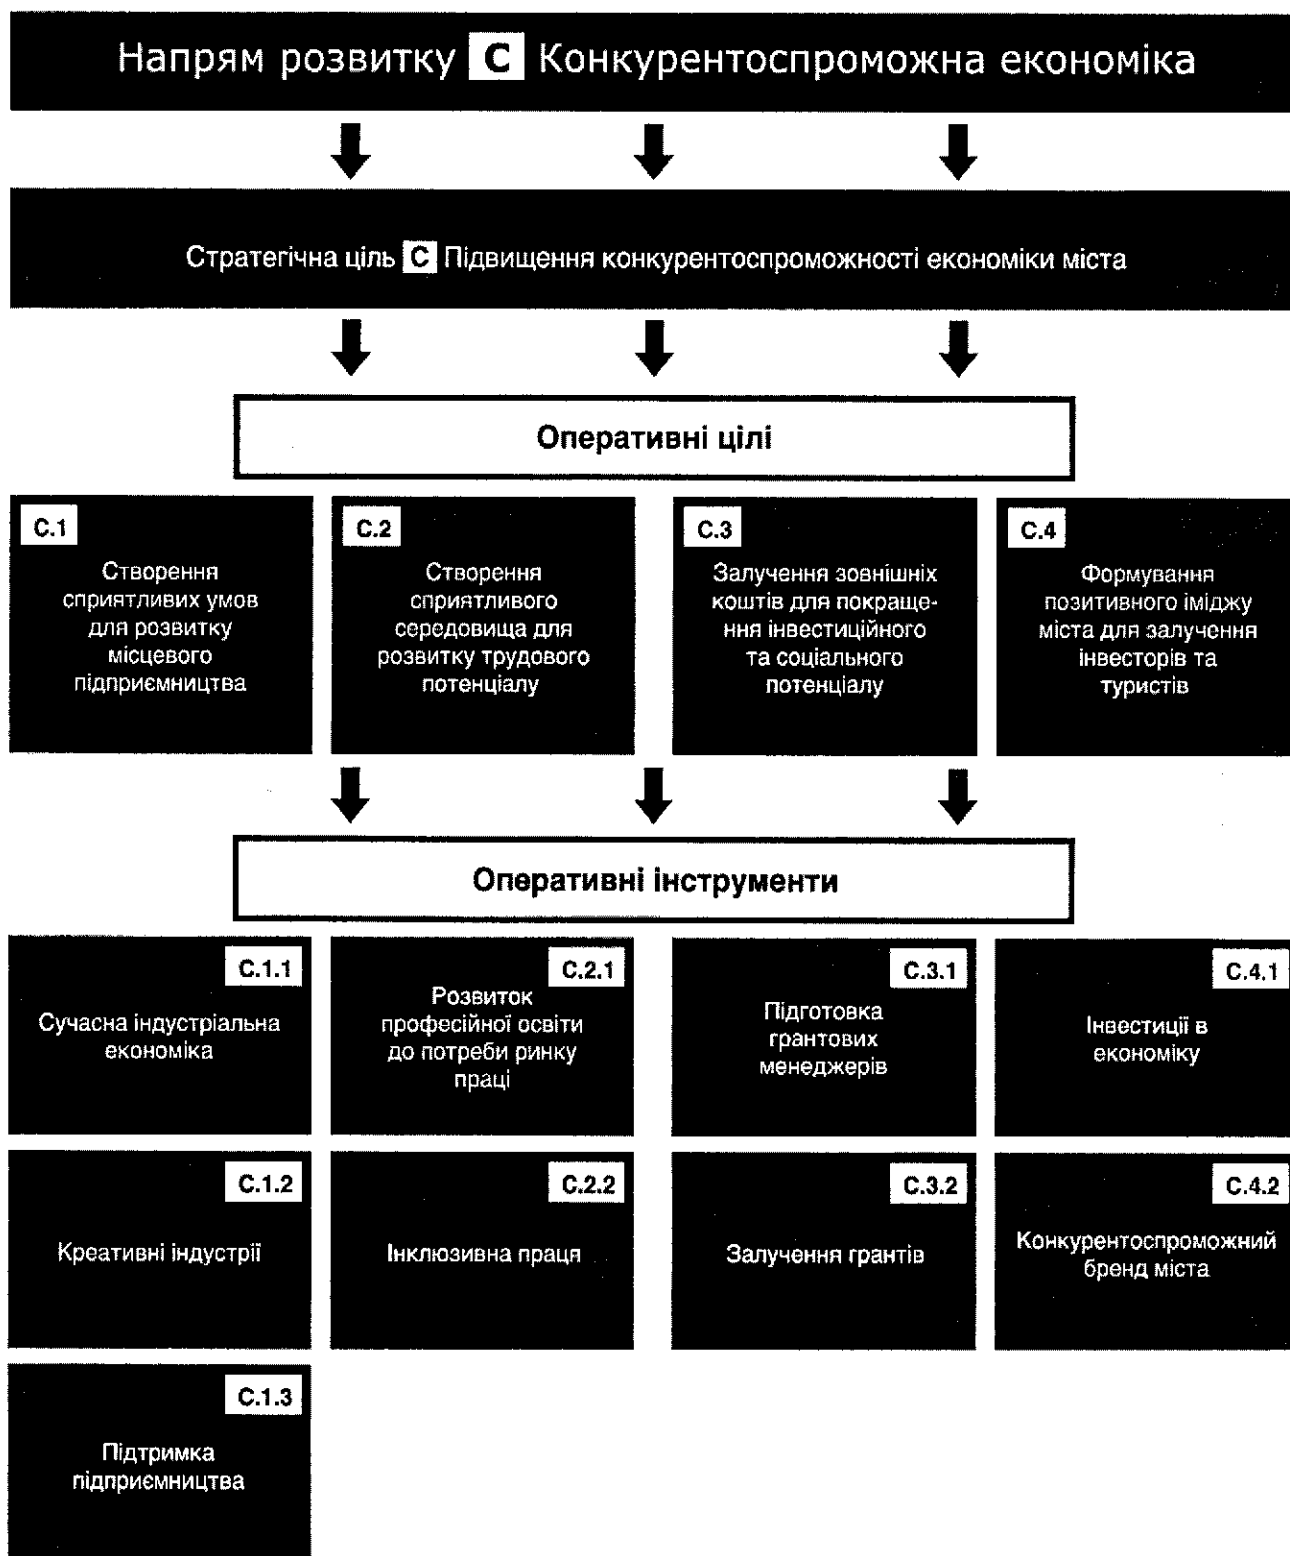 Напрям розвитку С Конкурентоспроможна економіка
Стратегічна ціль С Підвищення конкурентоспроможності економіки міста
Оперативні цілі
С.1
Створення
сприятливих умов
для розвитку
місцевого
підприємництва
С.2
Створення
сприятливого
середовища для
розвитку трудового
потенціалу
С.3
Залучення зовнішніх
коштів для покраще-
ння інвестиційного
та соціального
потенціалу
С.4
Формування
позитивного іміджу
міста для залучення
інвесторів та
туристів
Оперативні інструменти
С.1.1
Сучасна індустріальна
економіка
С.2.1
Розвиток
професійної освіти
до потреби ринку
праці
С.3.1
Підготовка
грантових
менеджерів
С.4.1
Інвестиції в
економіку
С.1.2
Креативні індустрії
С.2.2
Інклюзивна праця
С.3.2
Залучення грантів
С.4.2
Конкурентоспроможний
бренд міста
С.1.3
Підтримка
підприємництва